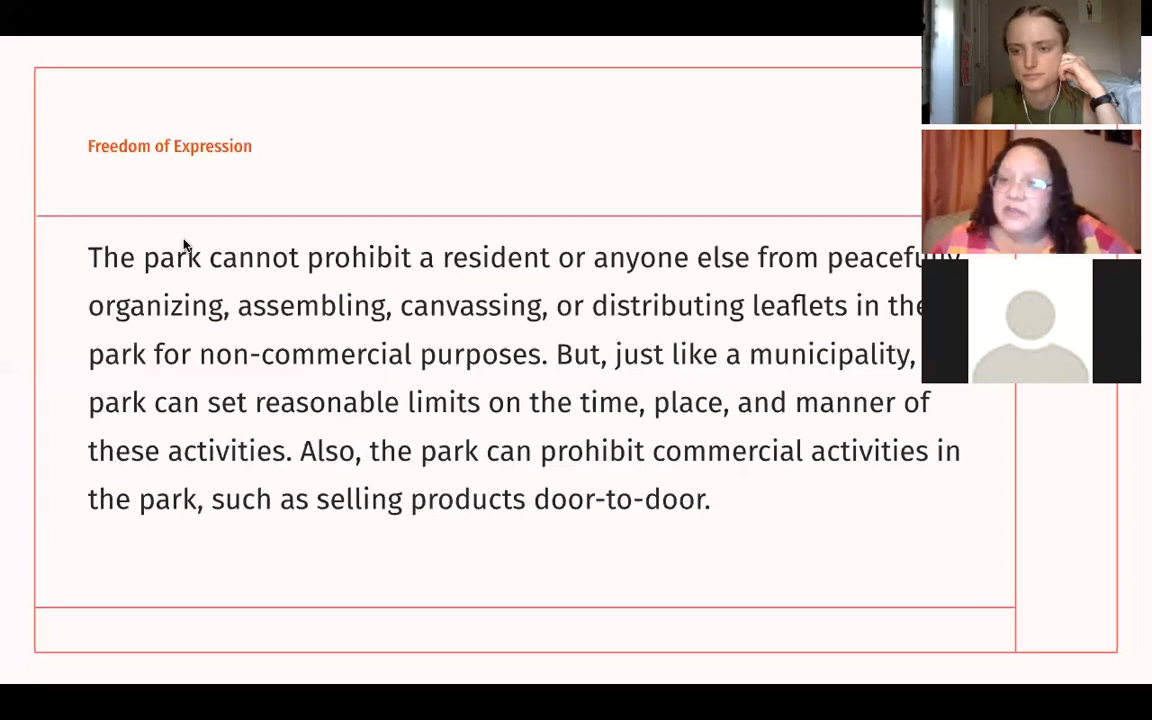 Freedom of Expression
The park cannot prohibit a resident or anyone else from peacefully
organizing, assembling, canvassing, or distributing leaflets in the
park for non-commercial purposes. But, just like a municipality,
park can set reasonable limits on the time, place, and manner of
these activities. Also, the park can prohibit commercial activities in
the park, such as selling products door-to-door.